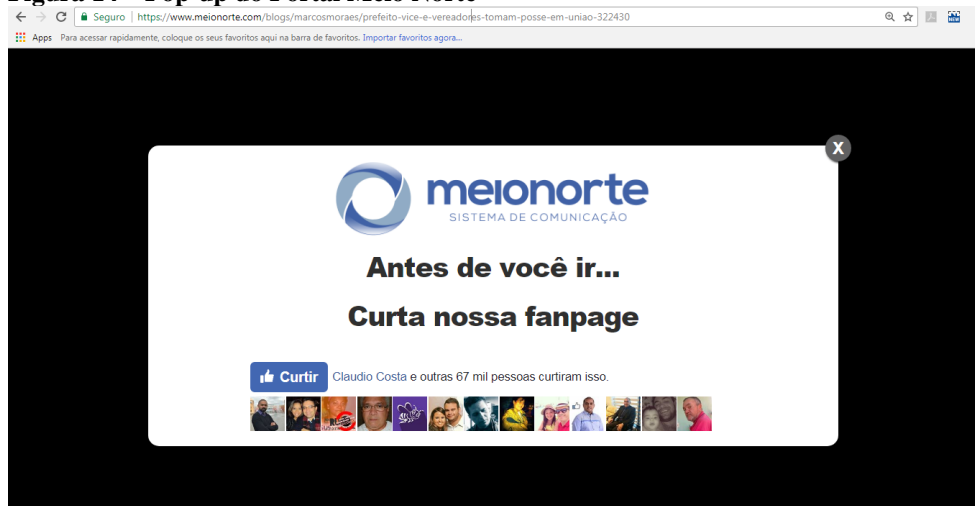 Figura 14 – Pop-up do Portal Meio Norte
Seguro | https://www.meionorte.com/blogs/marcosmoraes/prefeito-vice-e-vereadores-tomam-posse-em-uniao-322430
Apps Para acessar rapidamente, coloque os seus favoritos aqui na barra de favoritos. Importar favoritos agora...
X
meionorte
SISTEMA DE COMUNICAÇÃO
Antes de você ir...
Curta nossa fanpage
Curtir Claudio Costa e outras 67 mil pessoas curtiram isso.